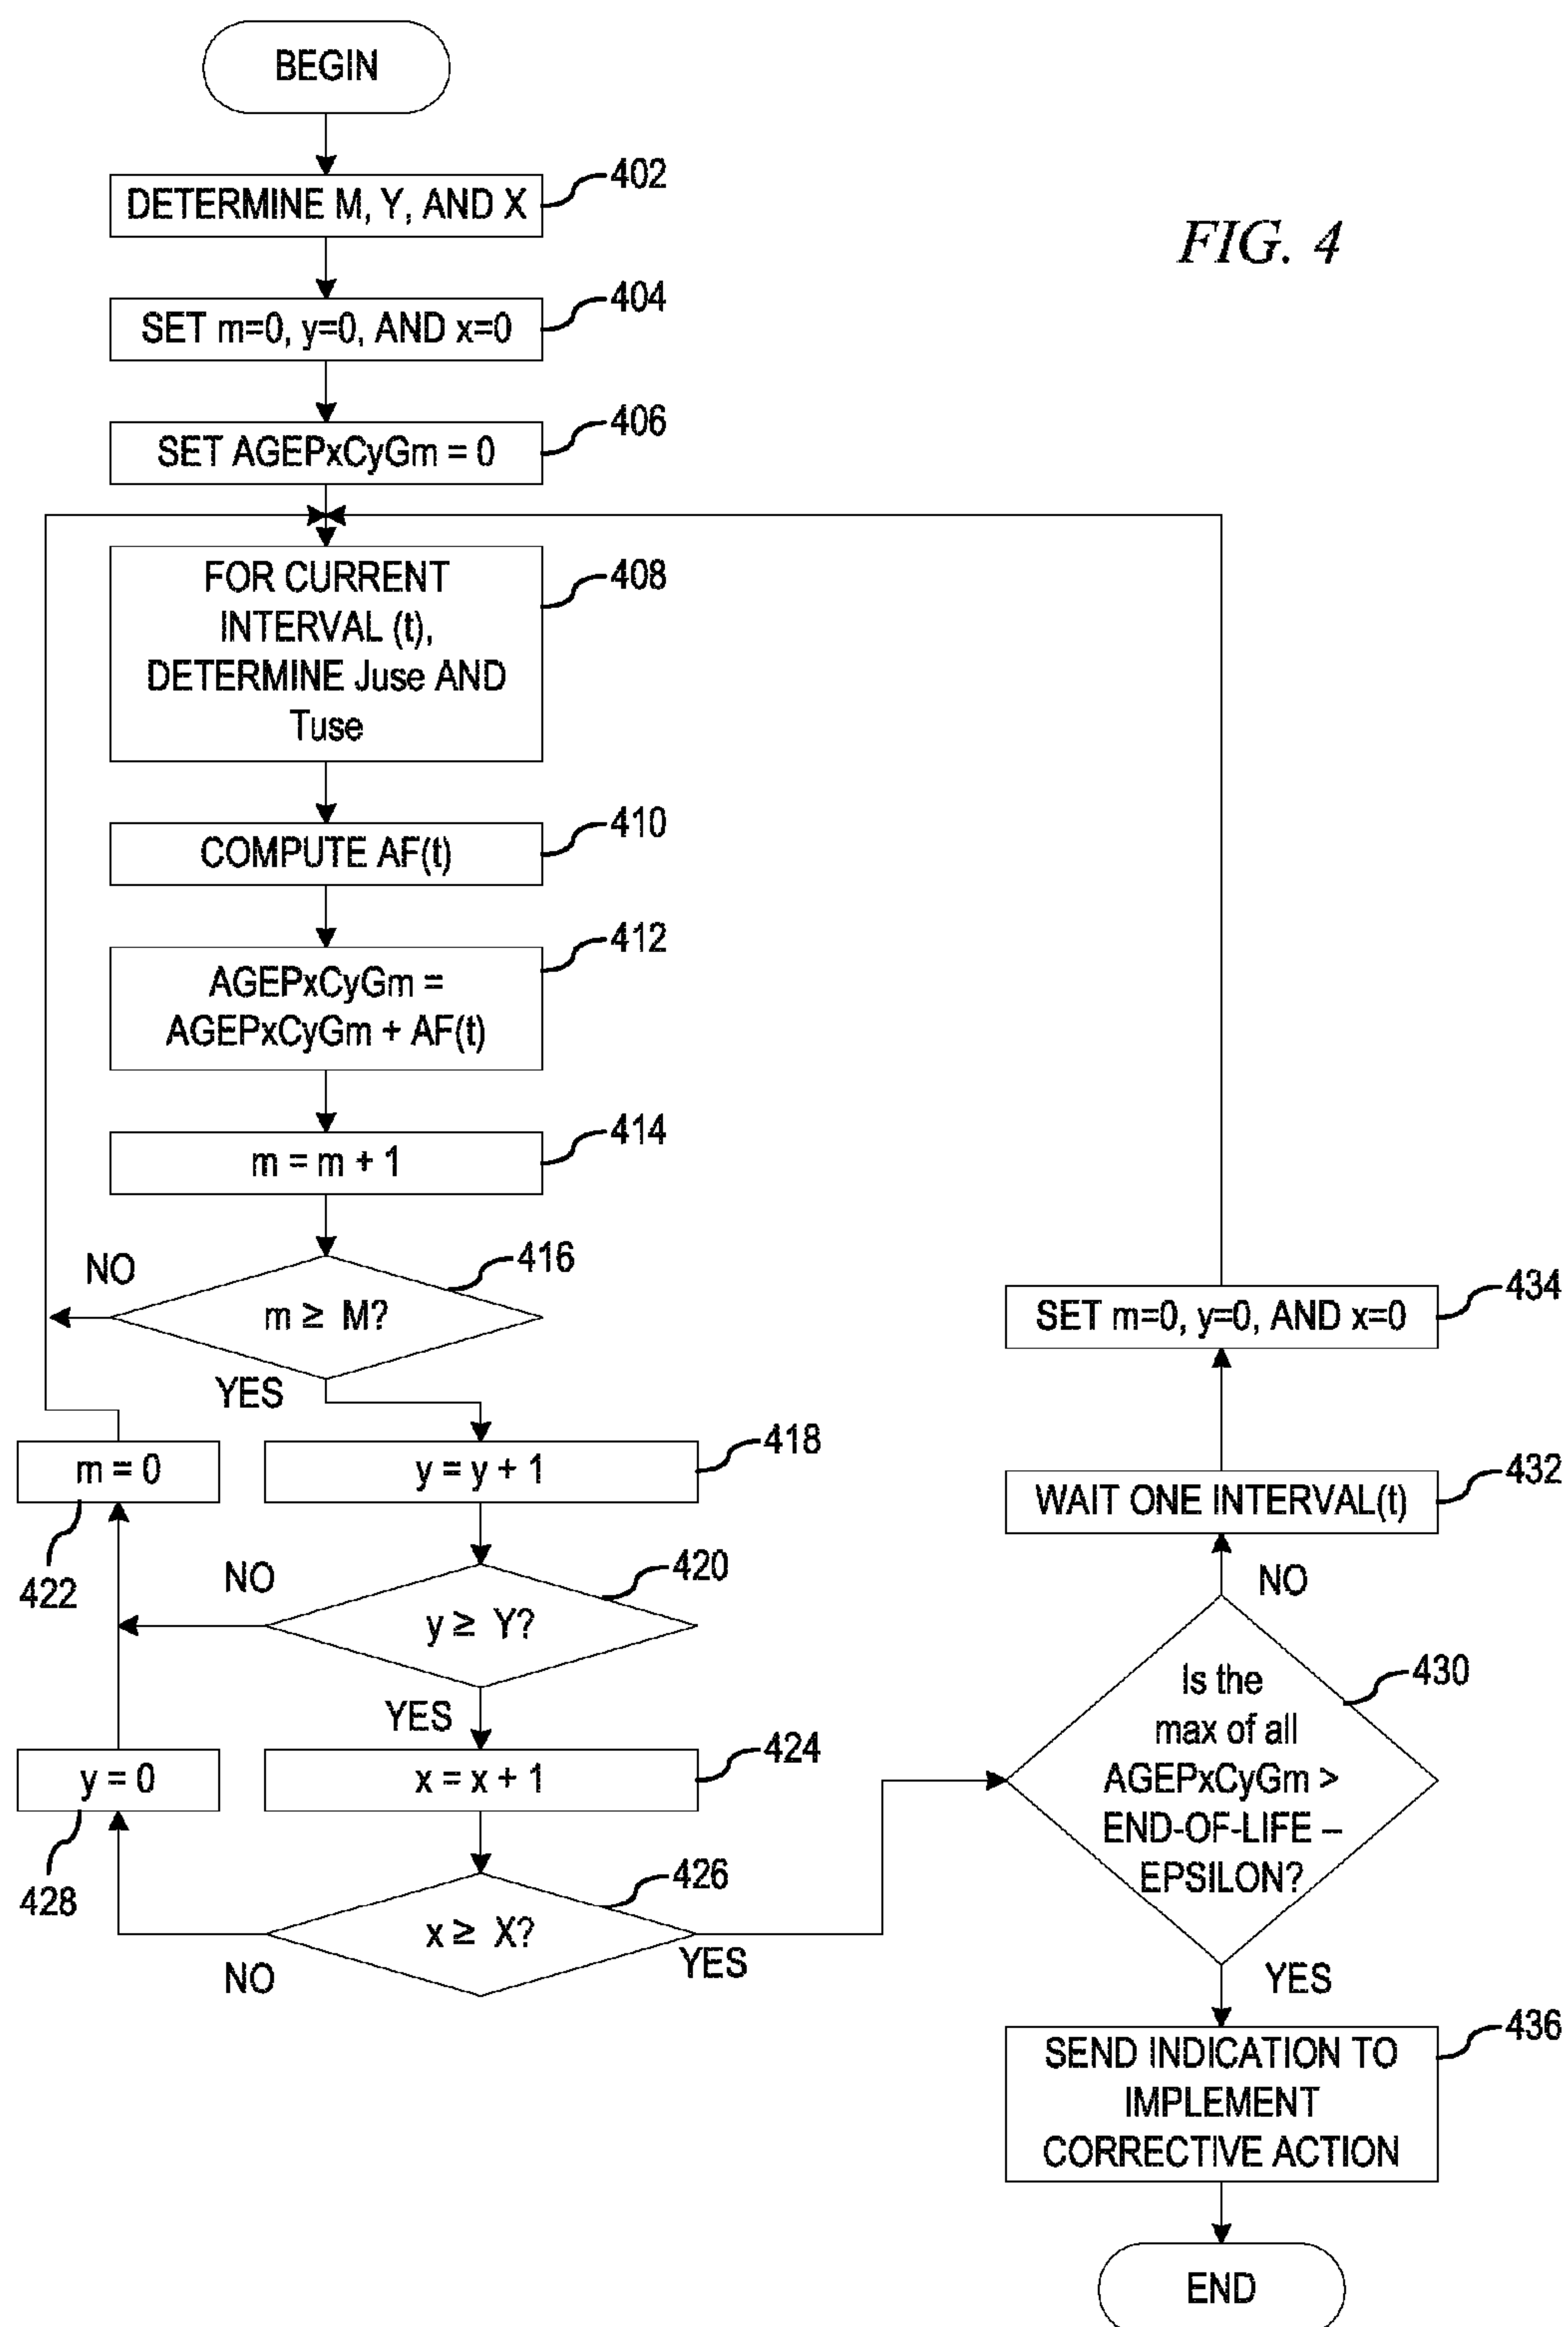 BEGIN
DETERMINE M, Y, AND X
402
FIG. 4
SET m=0, y=0, AND x=0
404
SET AGEPxCyGm = 0
406
FOR CURRENT
INTERVAL (t),
DETERMINE Juse AND
Tuse
408
COMPUTE AF(t)
410
AGEPxCyGm =
AGEPxCyGm + AF(t)
412
m = m + 1
414
m ≥ M?
416
NO
YES
y = y + 1
418
m = 0
422
y ≥ Y?
420
NO
YES
x = x + 1
424
y = 0
428
x ≥ X?
426
NO
YES
SET m=0, y=0, AND x=0
434
WAIT ONE INTERVAL(t)
432
NO
Is the
max of all
AGEPxCyGm >
END-OF-LIFE –
EPSILON?
430
YES
SEND INDICATION TO
IMPLEMENT
CORRECTIVE ACTION
436
END